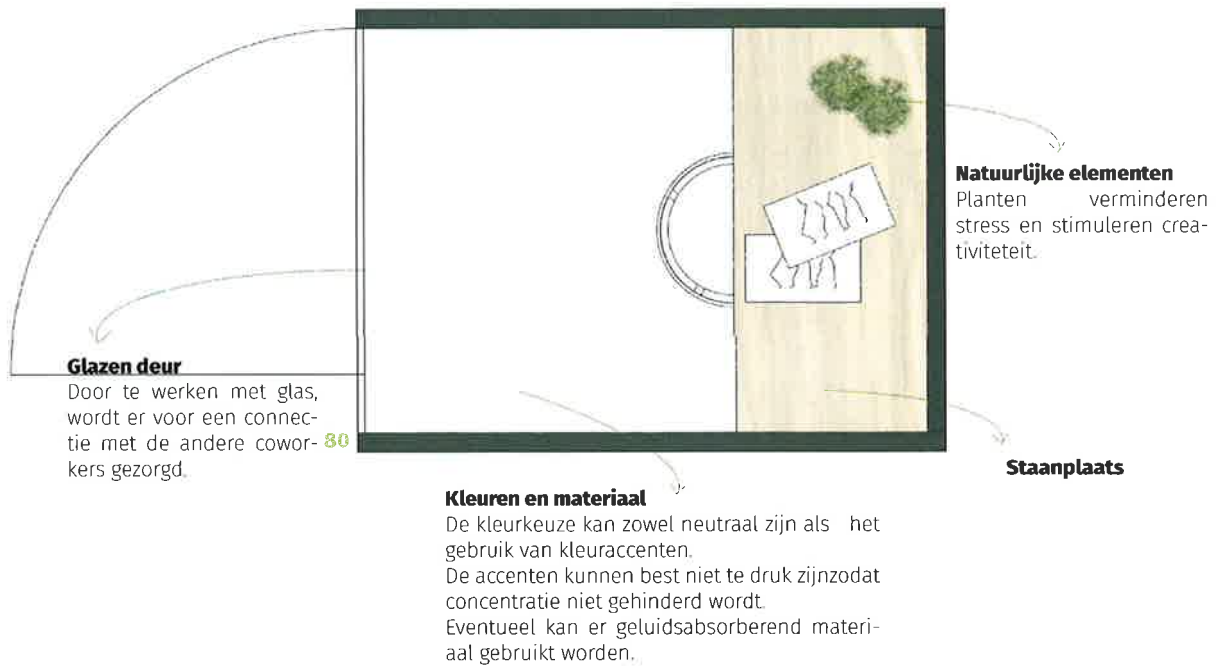 Natuurlijke elementen
Planten verminderen
stress en stimuleren crea-
tiviteteit.
Glazen deur
Door te werken met glas,
wordt er voor een connec-
tie met de andere cowor-
kers gezorgd.
80
Staanplaats
Kleuren en materiaal
De kleurkeuze kan zowel neutraal zijn als het
gebruik van kleuraccenten.
De accenten kunnen best niet te druk zijnzodat
concentratie niet gehinderd wordt.
Eventueel kan er geluidsabsorberend materi-
aal gebruikt worden.